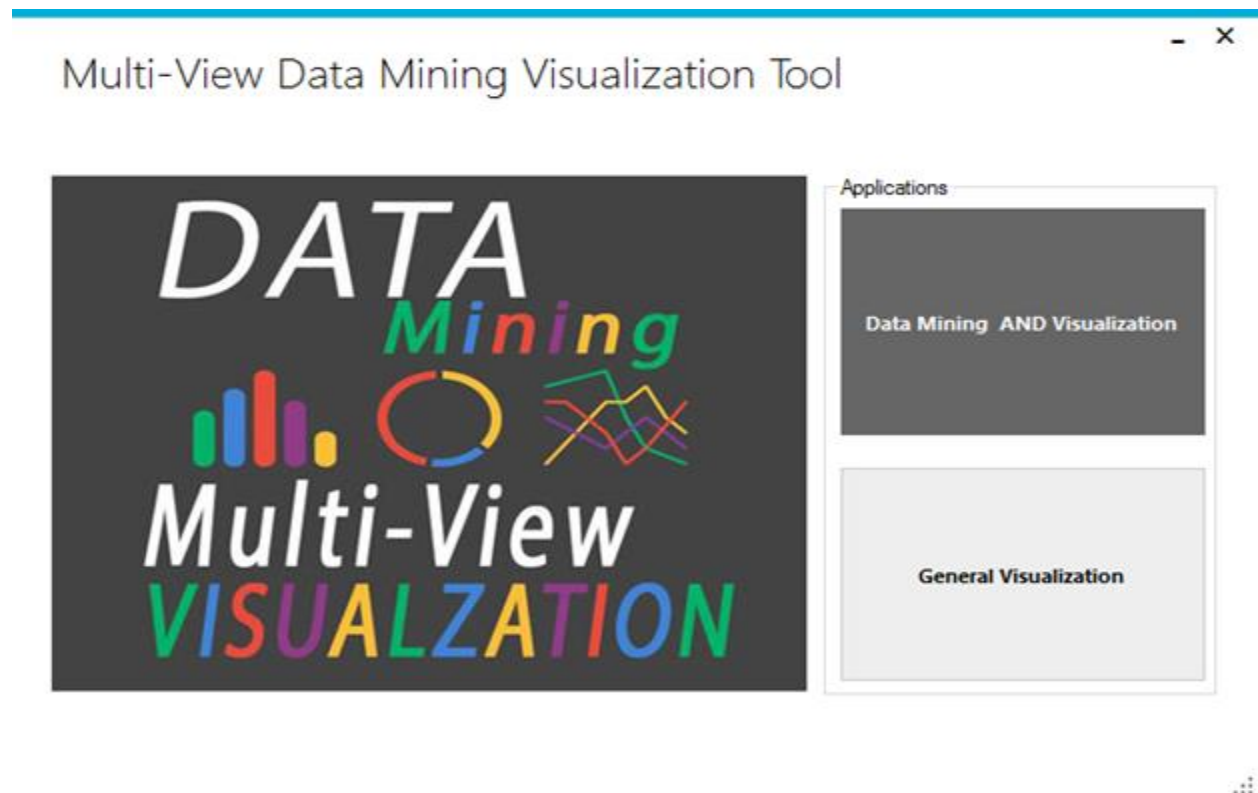 Multi-View Data Mining Visualization Tool
DATA
Mining
Multi-View
VISUALZATION
Applications
Data Mining AND Visualization
General Visualization